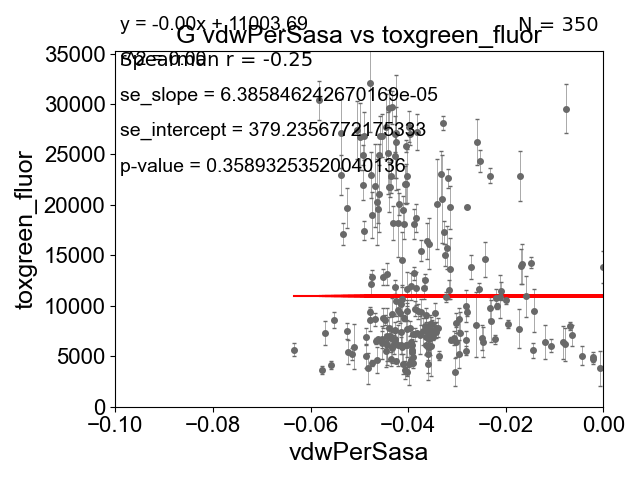 y = -0.00x + 11003.69
N = 350
G vdwPerSasa vs toxgreen_fluor
r^2 = 0.00
Spearman r = -0.25
se_slope = 6.385846242670169e-05
se_intercept = 379.2356772175333
p-value = 0.35893253520040136
toxgreen_fluor
35000
30000
25000
20000
15000
10000
5000
0
−0.10
−0.08
−0.06
−0.04
−0.02
0.00
vdwPerSasa